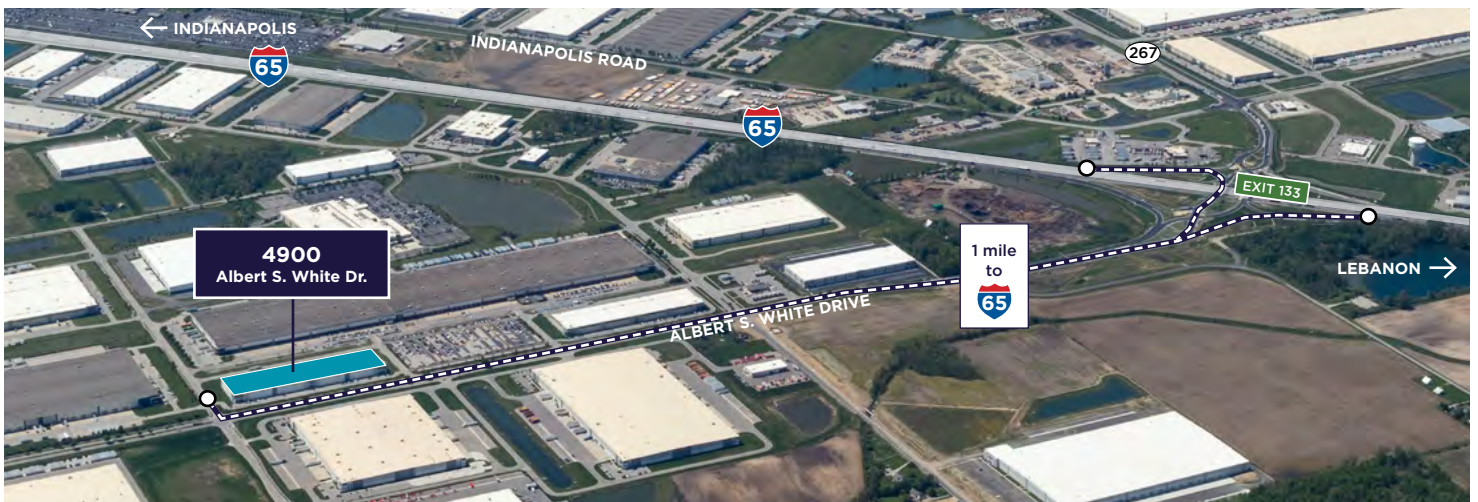 ← INDIANAPOLIS
65
INDIANAPOLIS ROAD
267
65
EXIT 133
4900
Albert S. White Dr.
1 mile
to
65
LEBANON →
ALBERT S. WHITE DRIVE